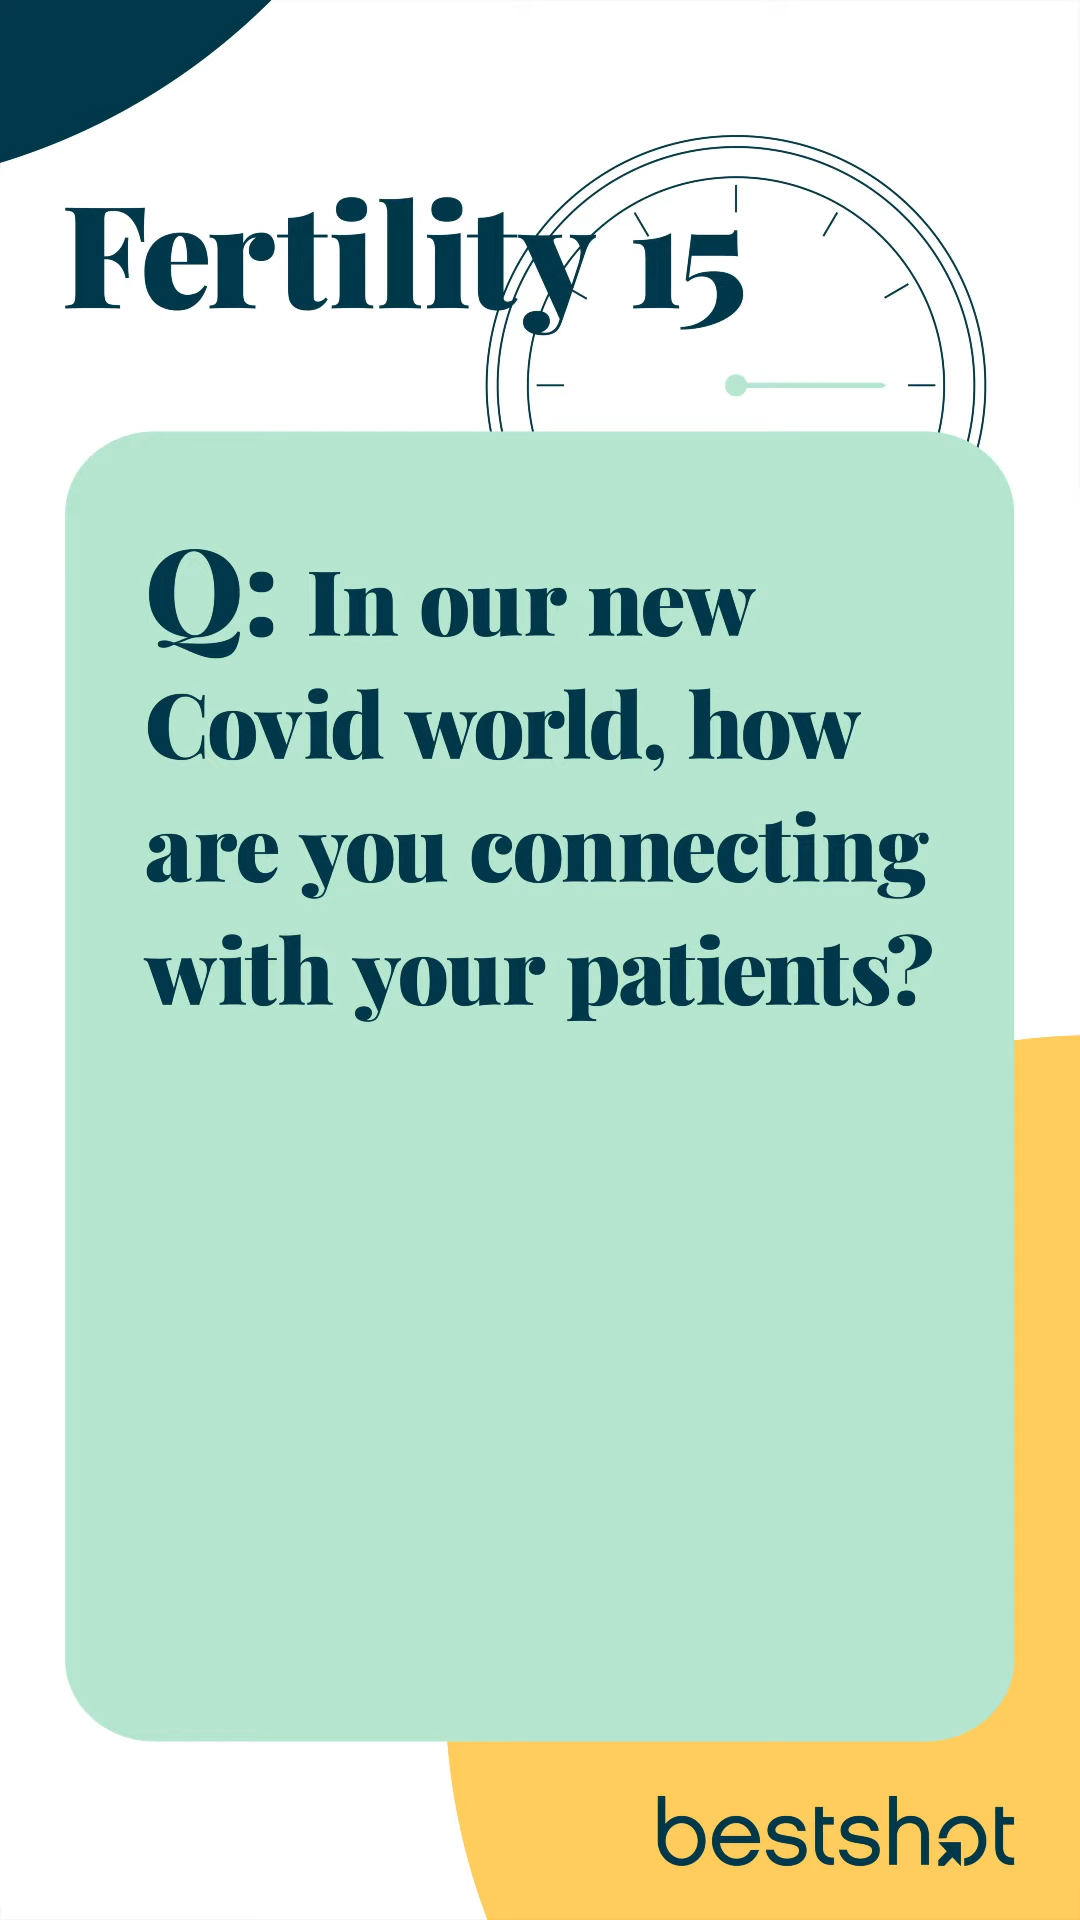 Fertility 15
Q: In our new
Covid world, how
are you connecting
with your patients?
bestshot